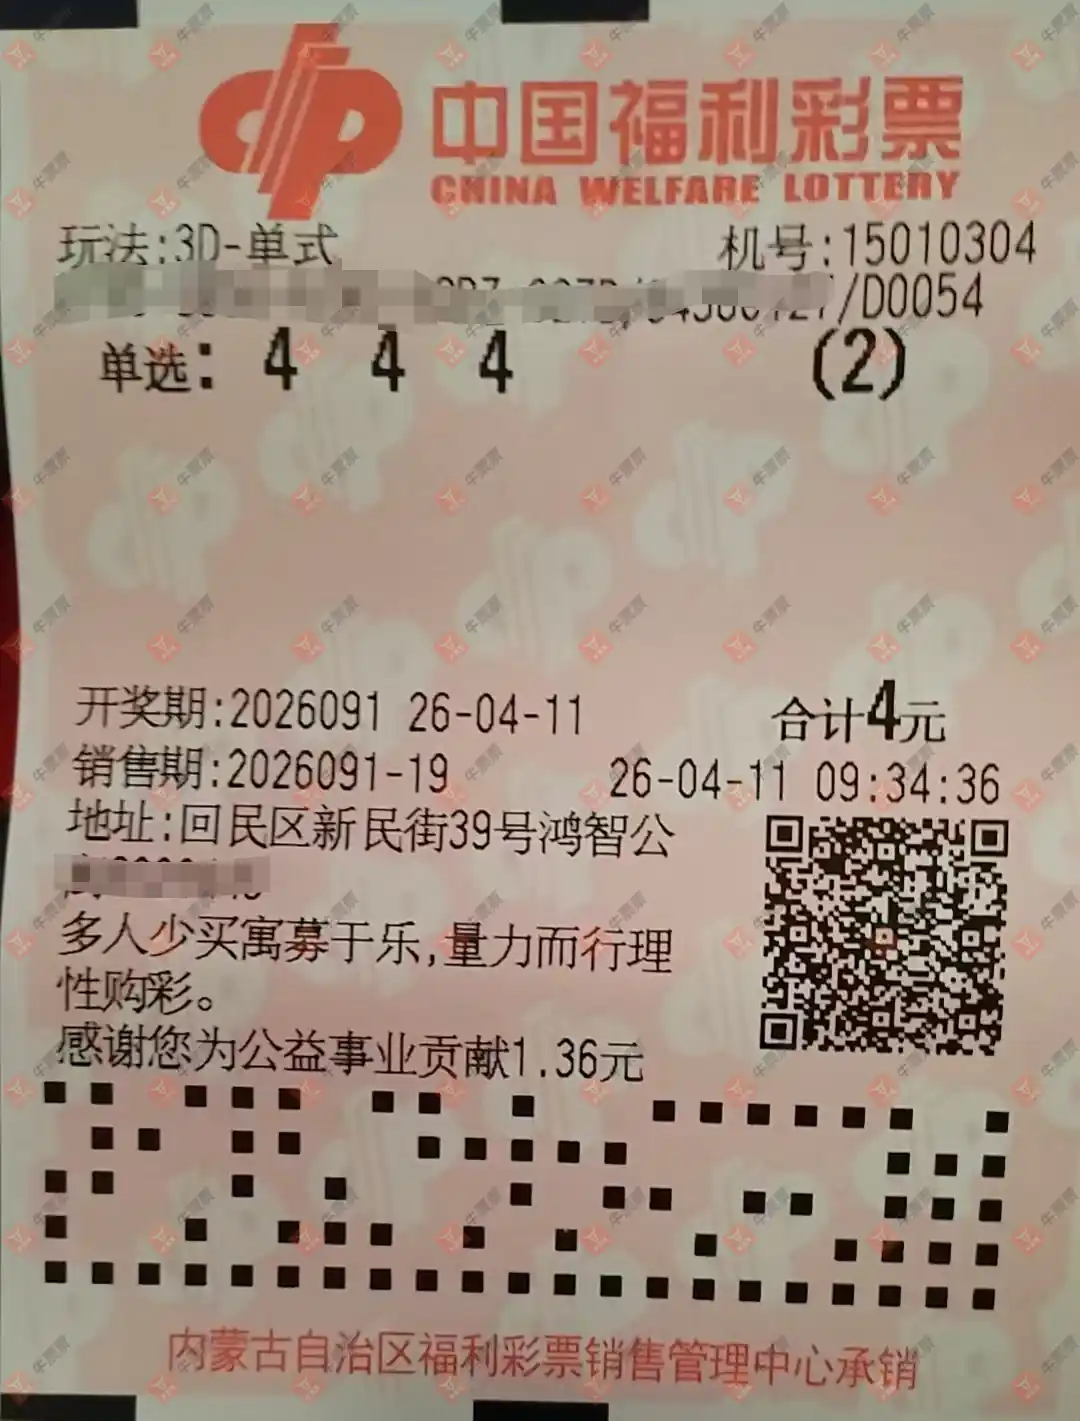 中国福利彩票
CHINA WELFARE LOTTERY
玩法:3D-单式 机号:15010304
/D0054
单选: 4 4 4 (2)
开奖期:2026091 26-04-11 合计4元
销售期:2026091-19 26-04-11 09:34:36
地址:回民区新民街39号鸿智公
多人少买寓募于乐,量力而行理
性购彩。
感谢您为公益事业贡献1.36元
内蒙古自治区福利彩票销售管理中心承销
牛票票